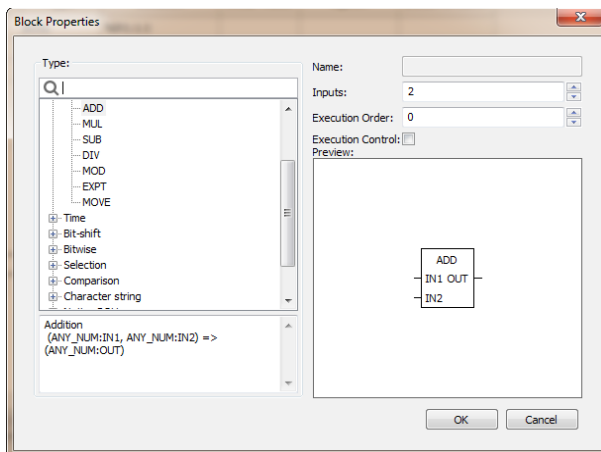 Block Properties
Type:
ADD
MUL
SUB
DIV
MOD
EXPT
MOVE
Time
Bit-shift
Bitwise
Selection
Comparison
Character string
Addition
(ANY_NUM:IN1, ANY_NUM:IN2) =>
(ANY_NUM:OUT)
Name:
Inputs: 2
Execution Order: 0
Execution Control:
Preview:
ADD
IN1 OUT
IN2
OK Cancel